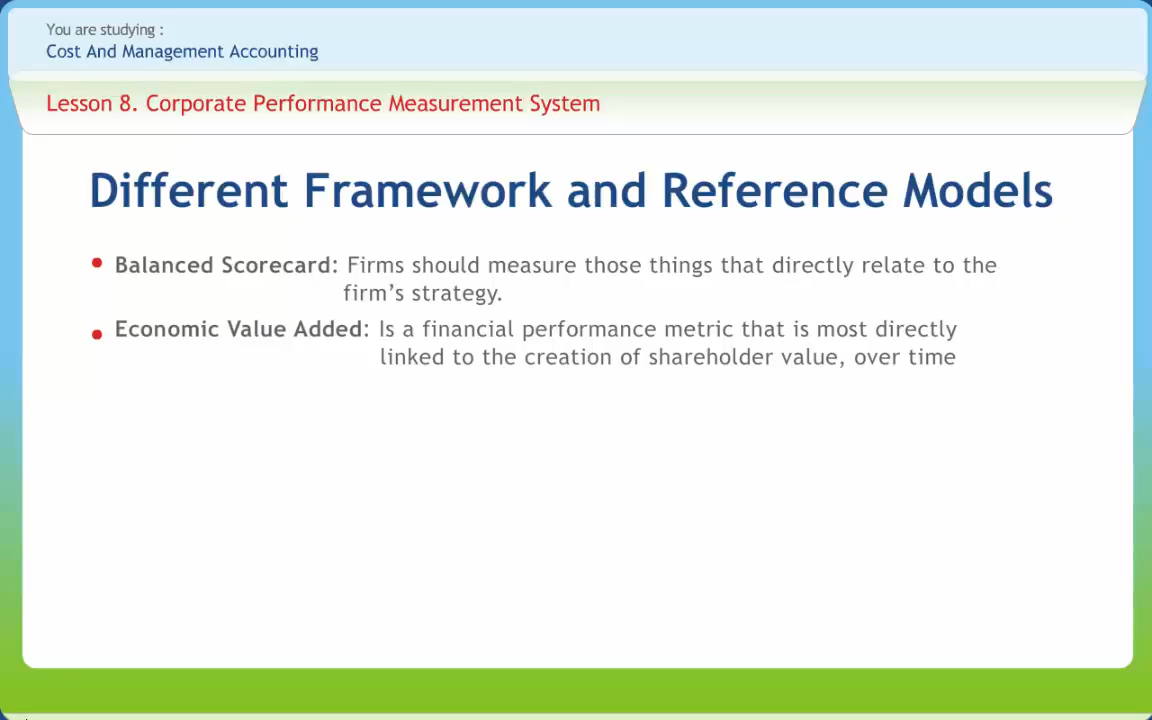 You are studying :
Cost And Management Accounting
Lesson 8. Corporate Performance Measurement System
Different Framework and Reference Models
• Balanced Scorecard: Firms should measure those things that directly relate to the
firm’s strategy.
• Economic Value Added: Is a financial performance metric that is most directly
linked to the creation of shareholder value, over time